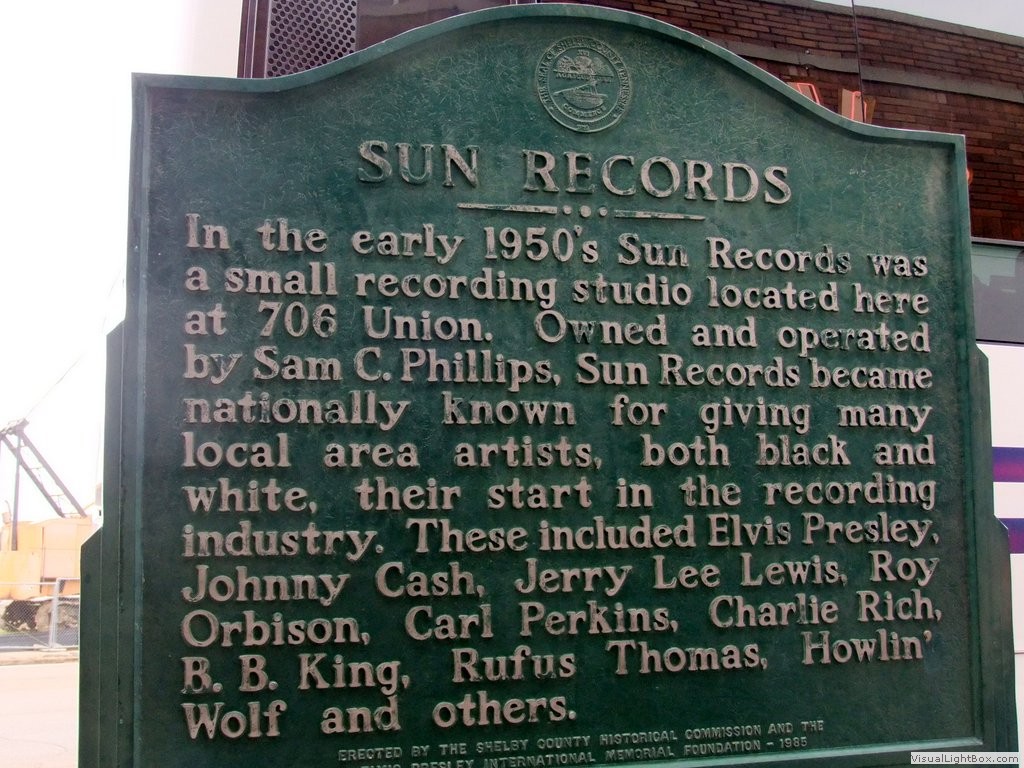 AGRICULTURE
COMMERCE
SUN RECORDS
In the early 1950's Sun Records was
a small recording studio located here
at 706 Union. Owned and operated
by Sam C. Phillips, Sun Records became
nationally known for giving many
local area artists, both black and
white, their start in the recording
industry. These included Elvis Presley,
Johnny Cash, Jerry Lee Lewis, Roy
Orbison, Carl Perkins, Charlie Rich,
B. B. King, Rufus Thomas, Howlin'
Wolf and others.
ERECTED BY THE SHELBY COUNTY HISTORICAL COMMISSION AND THE
PRESLEY INTERNATIONAL MEMORIAL FOUNDATION - 1985
VisualLightBox.com